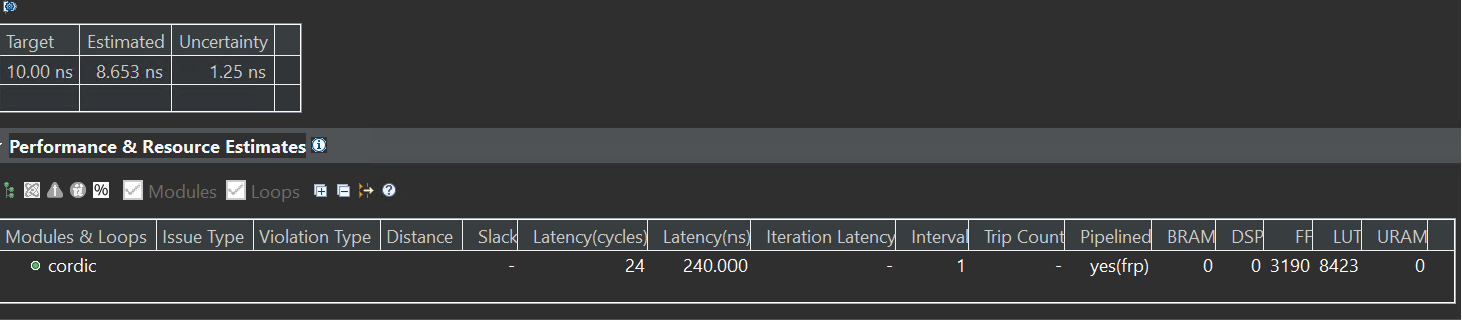 Target Estimated Uncertainty
10.00 ns 8.653 ns 1.25 ns
Performance & Resource Estimates
% Modules Loops
Modules & Loops Issue Type Violation Type Distance Slack Latency(cycles) Latency(ns) Iteration Latency Interval Trip Count Pipelined BRAM DSP FF LUT URAM
cordic - 24 240.000 - 1 - yes(frp) 0 0 3190 8423 0